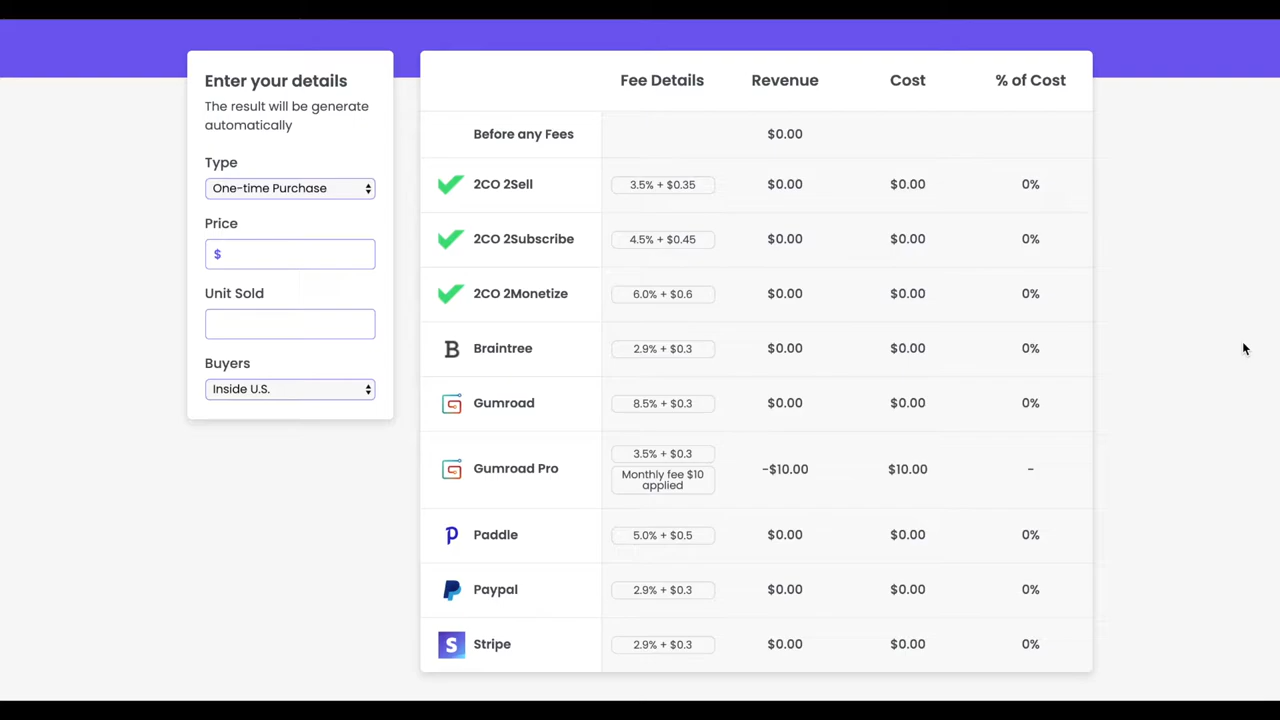 Enter your details
The result will be generate
automatically
Type
One-time Purchase
Price
$
Unit Sold
Buyers
Inside U.S.
Fee Details Revenue Cost % of Cost
Before any Fees $0.00
2CO 2Sell 3.5% + $0.35 $0.00 $0.00 0%
2CO 2Subscribe 4.5% + $0.45 $0.00 $0.00 0%
2CO 2Monetize 6.0% + $0.6 $0.00 $0.00 0%
Braintree 2.9% + $0.3 $0.00 $0.00 0%
Gumroad 8.5% + $0.3 $0.00 $0.00 0%
Gumroad Pro 3.5% + $0.3 -$10.00 $10.00 -
Monthly fee $10
applied
Paddle 5.0% + $0.5 $0.00 $0.00 0%
Paypal 2.9% + $0.3 $0.00 $0.00 0%
Stripe 2.9% + $0.3 $0.00 $0.00 0%